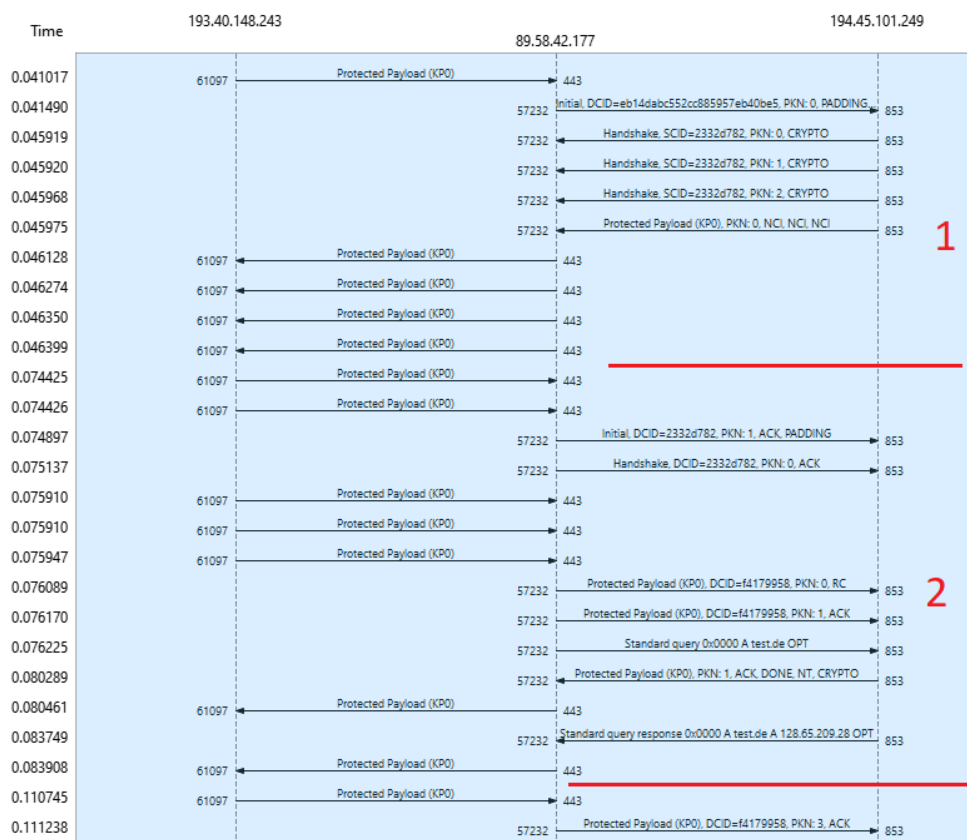 193.40.148.243 194.45.101.249
Time
89.58.42.177
0.041017 61097 Protected Payload (KP0) 443
0.041490 57232 Initial, DCID=eb14dabc552cc885957eb40be5, PKN: 0, PADDING, 853
0.045919 57232 Handshake, SCID=2332d782, PKN: 0, CRYPTO 853
0.045920 57232 Handshake, SCID=2332d782, PKN: 1, CRYPTO 853
0.045968 57232 Handshake, SCID=2332d782, PKN: 2, CRYPTO 853
0.045975 57232 Protected Payload (KP0), PKN: 0, NCI, NCI, NCI 853
1
0.046128 61097 Protected Payload (KP0) 443
0.046274 61097 Protected Payload (KP0) 443
0.046350 61097 Protected Payload (KP0) 443
0.046399 61097 Protected Payload (KP0) 443
0.074425 61097 Protected Payload (KP0) 443
0.074426 61097 Protected Payload (KP0) 443
0.074897 57232 Initial, DCID=2332d782, PKN: 1, ACK, PADDING 853
0.075137 57232 Handshake, DCID=2332d782, PKN: 0, ACK 853
0.075910 61097 Protected Payload (KP0) 443
0.075910 61097 Protected Payload (KP0) 443
0.075947 61097 Protected Payload (KP0) 443
0.076089 57232 Protected Payload (KP0), DCID=f4179958, PKN: 0, RC 853
2
0.076170 57232 Protected Payload (KP0), DCID=f4179958, PKN: 1, ACK 853
0.076225 57232 Standard query 0x0000 A test.de OPT 853
0.080289 57232 Protected Payload (KP0), PKN: 1, ACK, DONE, NT, CRYPTO 853
0.080461 61097 Protected Payload (KP0) 443
0.083749 57232 Standard query response 0x0000 A test.de A 128.65.209.28 OPT 853
0.083908 61097 Protected Payload (KP0) 443
0.110745 61097 Protected Payload (KP0) 443
0.111238 57232 Protected Payload (KP0), DCID=f4179958, PKN: 3, ACK 853